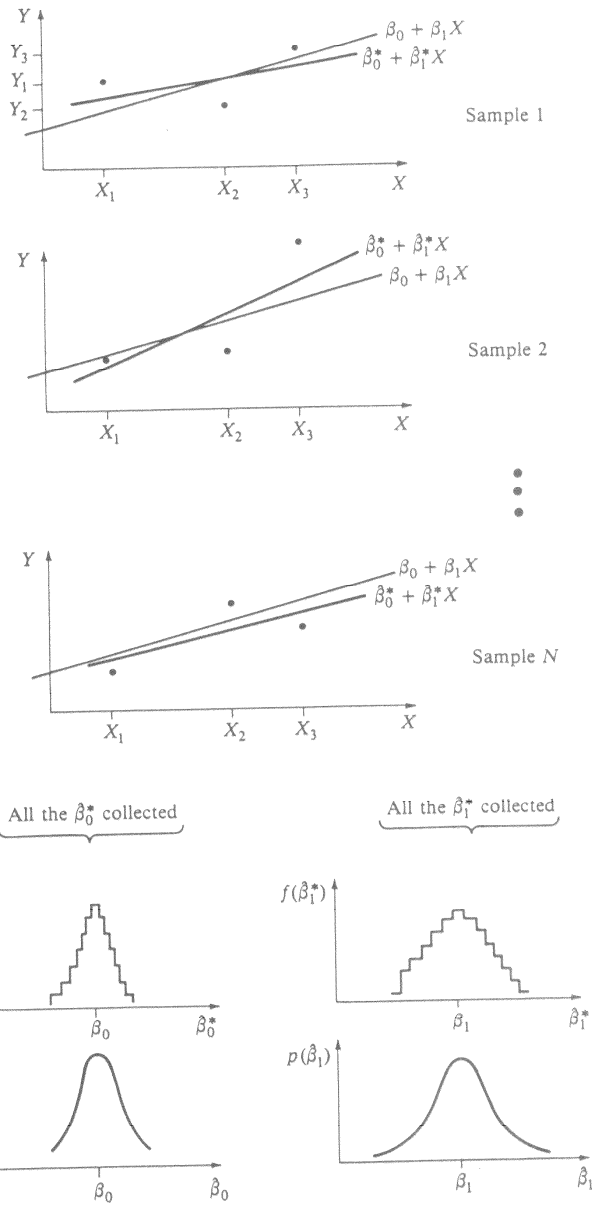 Y
β₀ + β₁X
Y₃
β̂₀* + β̂₁*X
Y₁
Y₂
Sample 1
X₁ X₂ X₃ X
Y
β̂₀* + β̂₁*X
β₀ + β₁X
Sample 2
X₁ X₂ X₃ X
Y
β₀ + β₁X
β̂₀* + β̂₁*X
Sample N
X₁ X₂ X₃ X
All the β̂₀* collected All the β̂₁* collected
f(β̂₁*)
β₀ β̂₀* β₁ β̂₁*
p(β̂₁)
β₀ β̂₀ β₁ β̂₁